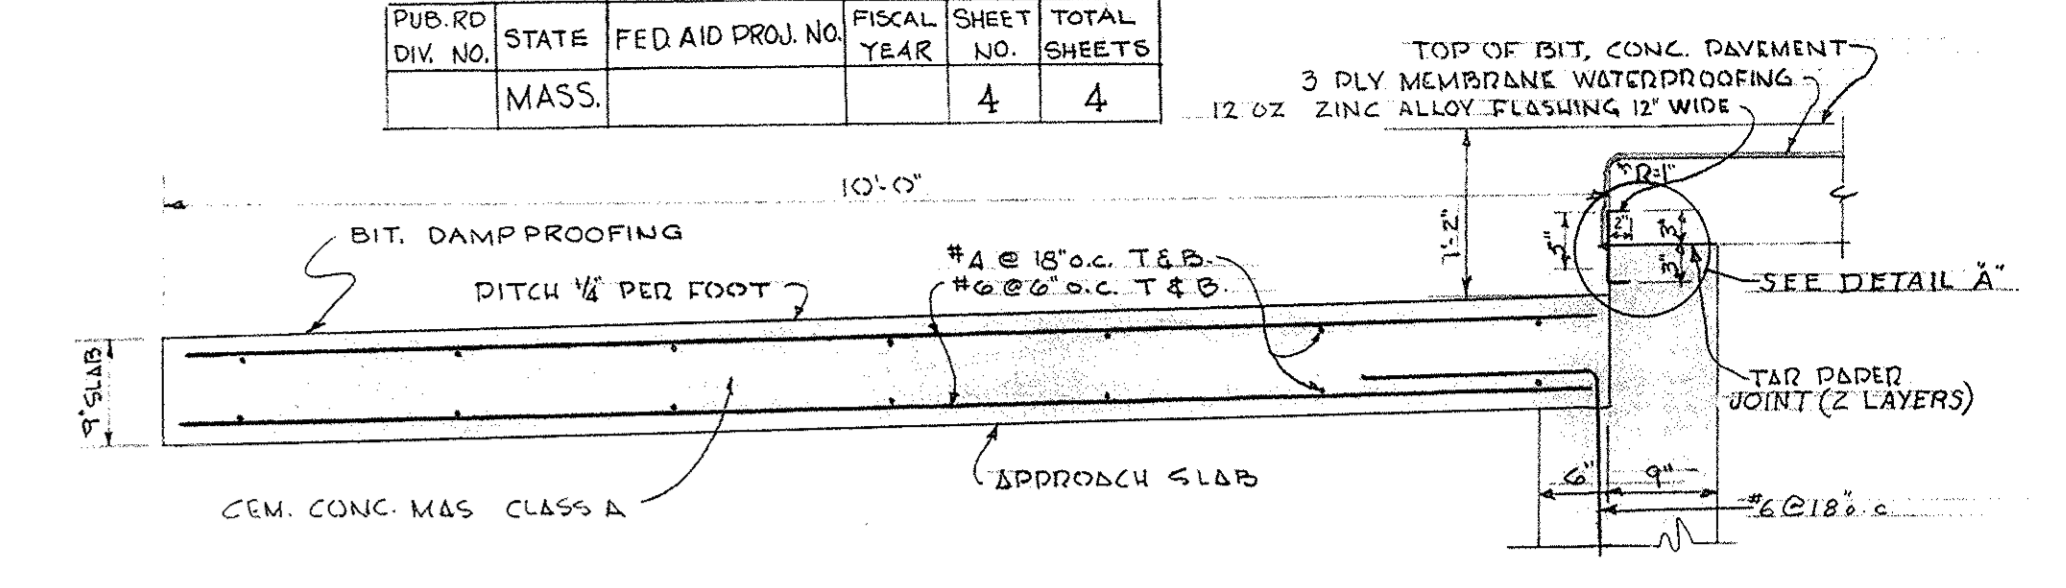 PUB. RD
DIV. NO.
STATE
FED. AID PROJ. NO.
FISCAL
YEAR
SHEET
NO.
TOTAL
SHEETS
MASS.
4
4
TOP OF BIT. CONC. PAVEMENT
3 PLY MEMBRANE WATERPROOFING
12 OZ ZINC ALLOY FLASHING 12" WIDE
10'-0"
R=1"
1'-2"
5"
2"
3"
3"
BIT. DAMPPROOFING
PITCH 1/4" PER FOOT
#4 @ 18" o.c. T & B.
#6 @ 6" o.c. T & B.
SEE DETAIL "A"
9" SLAB
TAR PAPER
JOINT (2 LAYERS)
APPROACH SLAB
CEM. CONC. MAS CLASS A
6"
9"
#6 @ 18" o.c